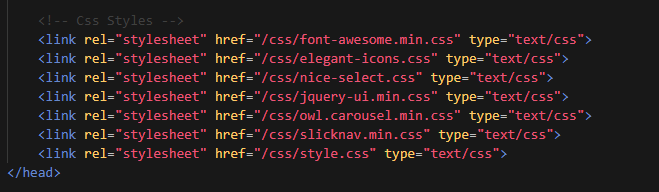 <!-- Css Styles -->
<link rel="stylesheet" href="/css/font-awesome.min.css" type="text/css">
<link rel="stylesheet" href="/css/elegant-icons.css" type="text/css">
<link rel="stylesheet" href="/css/nice-select.css" type="text/css">
<link rel="stylesheet" href="/css/jquery-ui.min.css" type="text/css">
<link rel="stylesheet" href="/css/owl.carousel.min.css" type="text/css">
<link rel="stylesheet" href="/css/slicknav.min.css" type="text/css">
<link rel="stylesheet" href="/css/style.css" type="text/css">
</head>